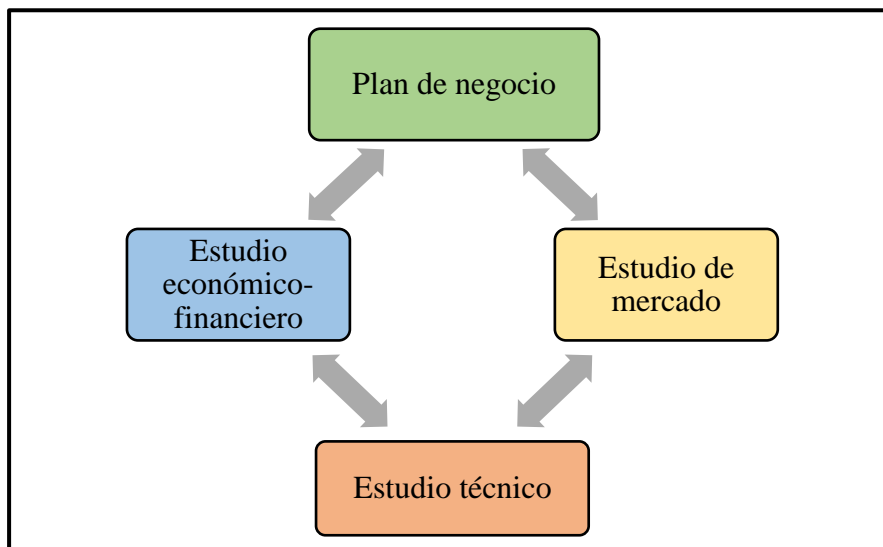 Plan de negocio
Estudio
económico-
financiero
Estudio de
mercado
Estudio técnico